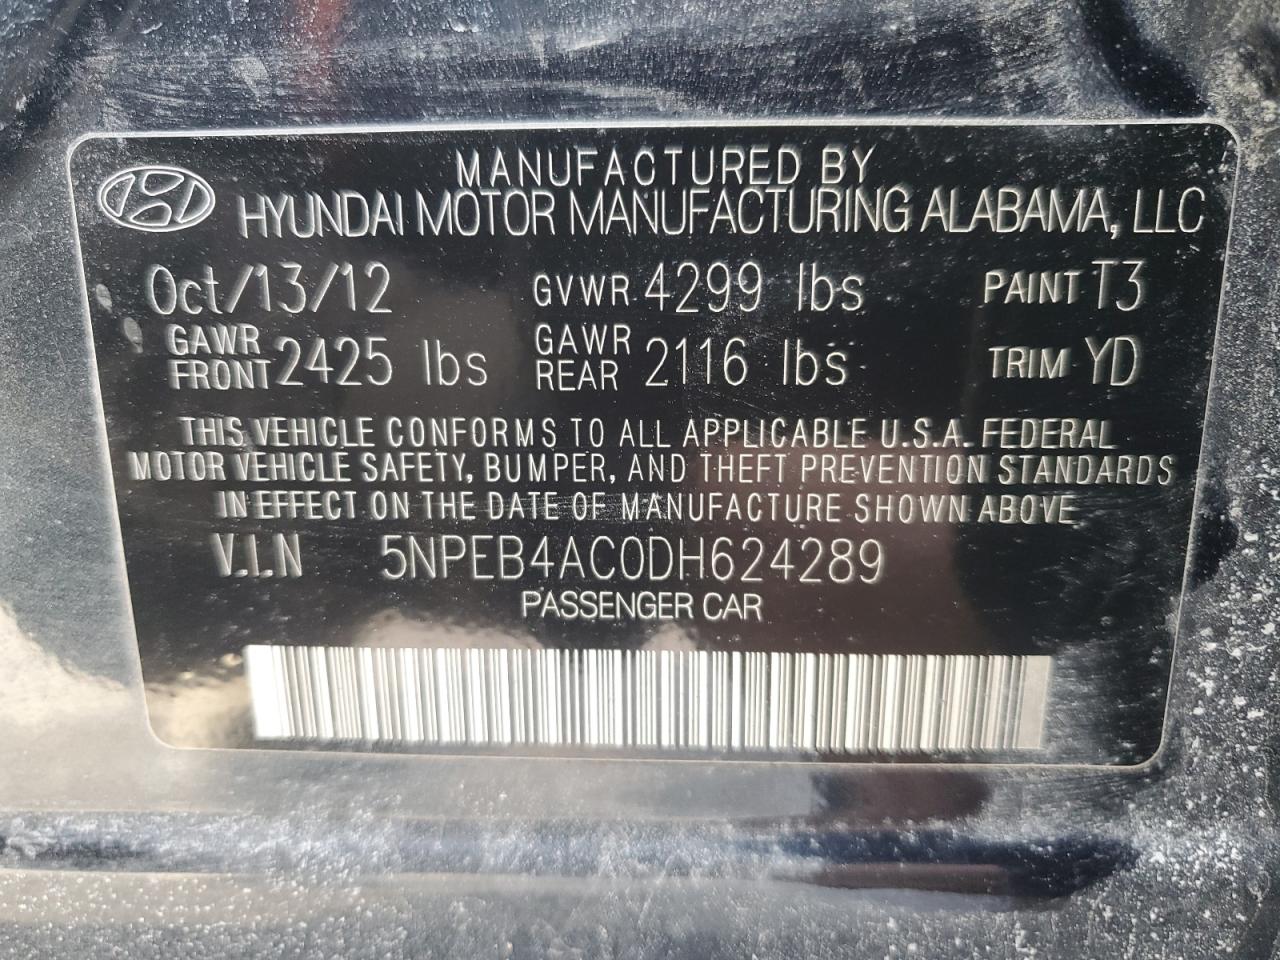 MANUFACTURED BY
HYUNDAI MOTOR MANUFACTURING ALABAMA, LLC
Oct/13/12 GVWR 4299 lbs PAINT T3
GAWR FRONT 2425 lbs GAWR REAR 2116 lbs TRIM YD
THIS VEHICLE CONFORMS TO ALL APPLICABLE U.S.A. FEDERAL
MOTOR VEHICLE SAFETY, BUMPER, AND THEFT PREVENTION STANDARDS
IN EFFECT ON THE DATE OF MANUFACTURE SHOWN ABOVE
V.I.N 5NPEB4AC0DH624289
PASSENGER CAR